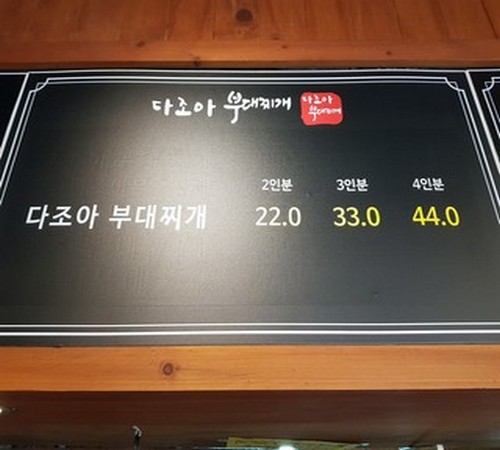 다조아 부대찌개 다조아 부대찌개
2인분 3인분 4인분
다조아 부대찌개 22.0 33.0 44.0